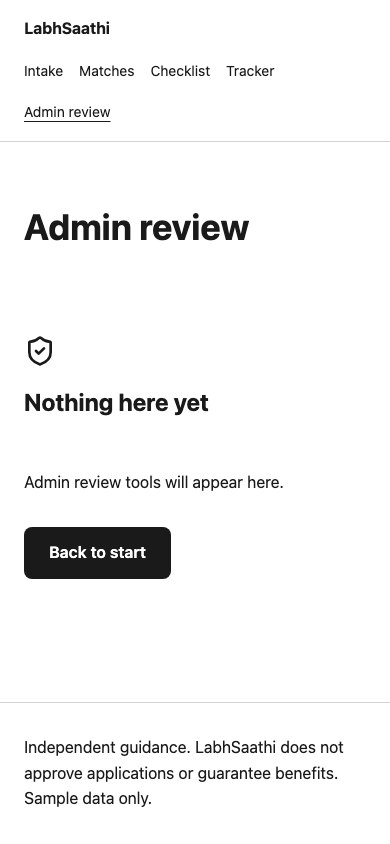 LabhSaathi
Intake Matches Checklist Tracker
Admin review
Admin review
Nothing here yet
Admin review tools will appear here.
Back to start
Independent guidance. LabhSaathi does not
approve applications or guarantee benefits.
Sample data only.